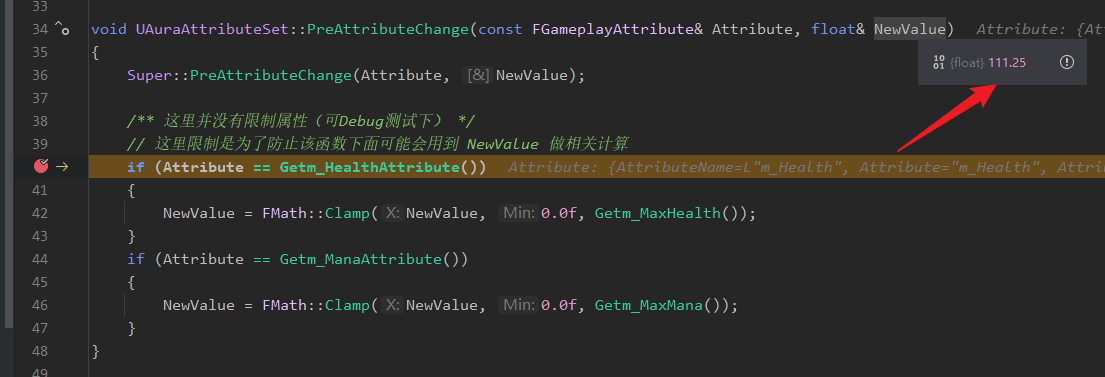 33
34 void UAuraAttributeSet::PreAttributeChange(const FGameplayAttribute& Attribute, float& NewValue) Attribute: {At
35 {
10 01 {float} 111.25
36 Super::PreAttributeChange(Attribute, [&]NewValue);
37
38 /** 这里并没有限制属性（可Debug测试下） */
39 // 这里限制是为了防止该函数下面可能会用到 NewValue 做相关计算
if (Attribute == Getm_HealthAttribute()) Attribute: {AttributeName=L"m_Health", Attribute="m_Health", Attri
41 {
42 NewValue = FMath::Clamp(X:NewValue, Min:0.0f, Getm_MaxHealth());
43 }
44 if (Attribute == Getm_ManaAttribute())
45 {
46 NewValue = FMath::Clamp(X:NewValue, Min:0.0f, Getm_MaxMana());
47 }
48 }